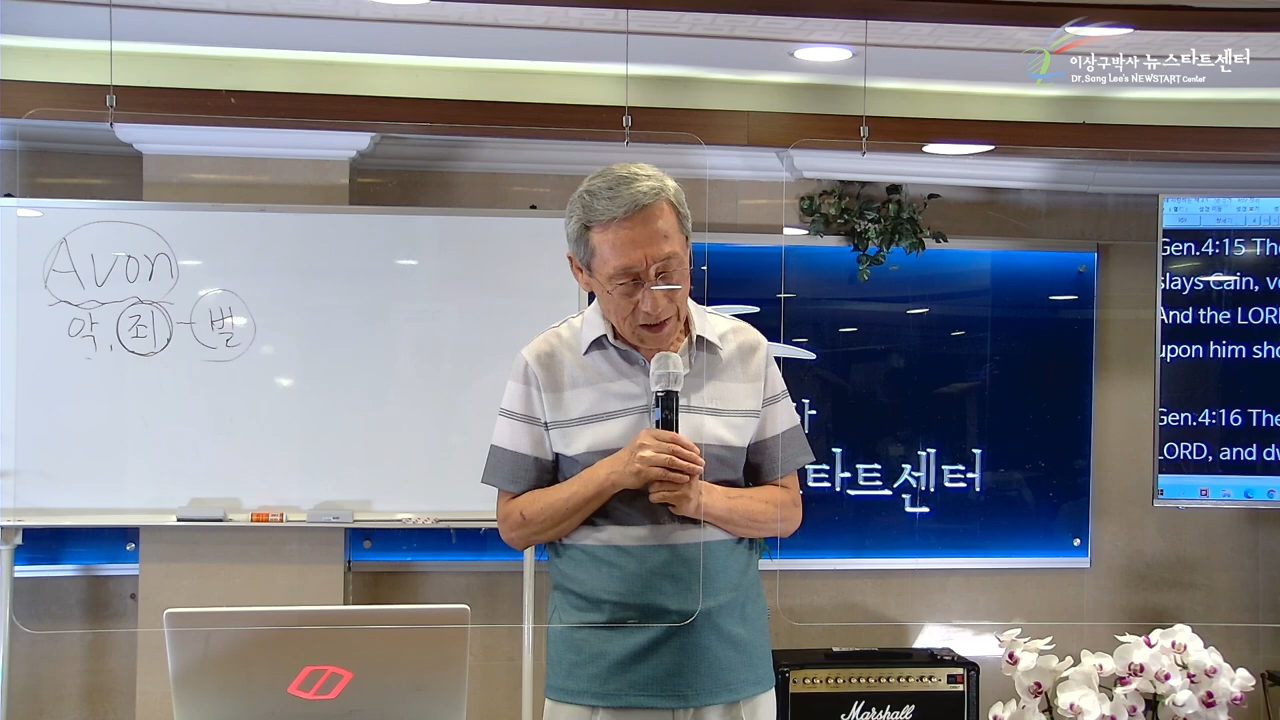 이상구박사 뉴스타트센터
Dr. Sang Lee's NEWSTART Center
Avon
악, 죄 - 벌
타트센터
Gen.4:15 The
slays Cain, v
And the LOR
upon him sho
Gen.4:16 The
LORD, and dw
Marshall